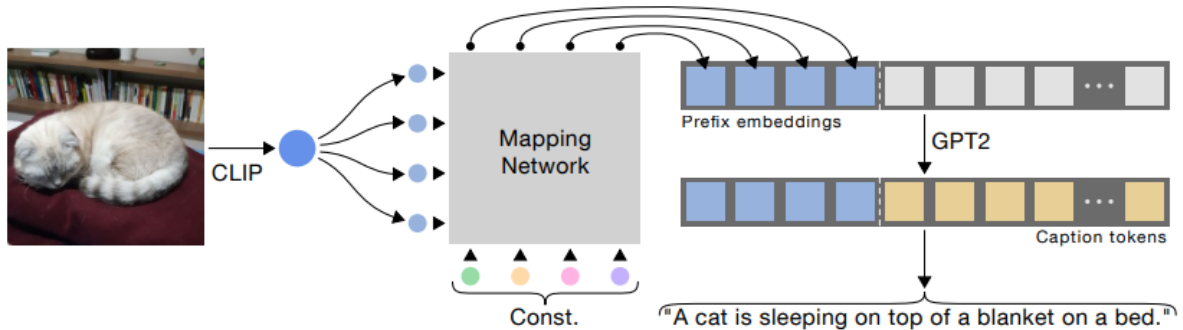 CLIP
Mapping
Network
Const.
Prefix embeddings
GPT2
Caption tokens
"A cat is sleeping on top of a blanket on a bed."